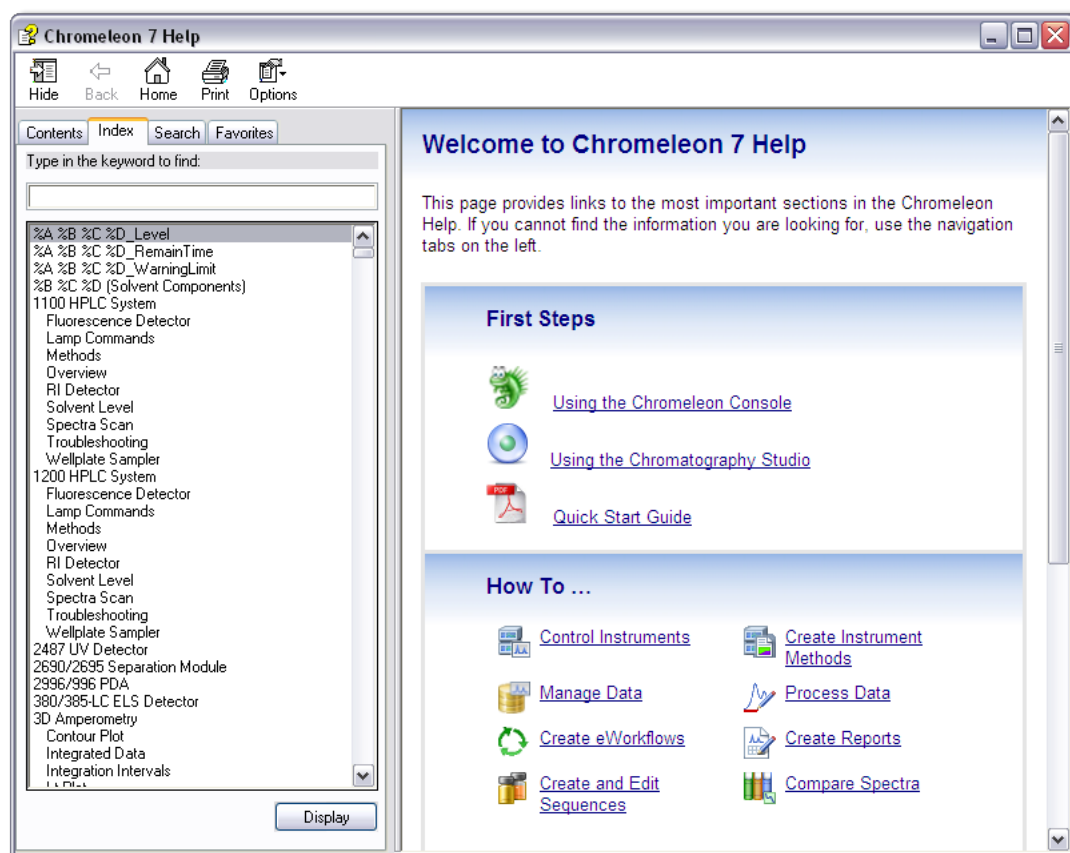 Chromeleon 7 Help
Hide Back Home Print Options
Contents Index Search Favorites
Type in the keyword to find:
%A %B %C %D_Level
%A %B %C %D_RemainTime
%A %B %C %D_WarningLimit
%B %C %D (Solvent Components)
1100 HPLC System
Fluorescence Detector
Lamp Commands
Methods
Overview
RI Detector
Solvent Level
Spectra Scan
Troubleshooting
Wellplate Sampler
1200 HPLC System
Fluorescence Detector
Lamp Commands
Methods
Overview
RI Detector
Solvent Level
Spectra Scan
Troubleshooting
Wellplate Sampler
2487 UV Detector
2690/2695 Separation Module
2996/996 PDA
380/385-LC ELS Detector
3D Amperometry
Contour Plot
Integrated Data
Integration Intervals
Display
Welcome to Chromeleon 7 Help
This page provides links to the most important sections in the Chromeleon
Help. If you cannot find the information you are looking for, use the navigation
tabs on the left.
First Steps
Using the Chromeleon Console
Using the Chromatography Studio
PDF
Quick Start Guide
How To ...
Control Instruments
Create Instrument
Methods
Manage Data
Process Data
Create eWorkflows
Create Reports
Create and Edit
Sequences
Compare Spectra